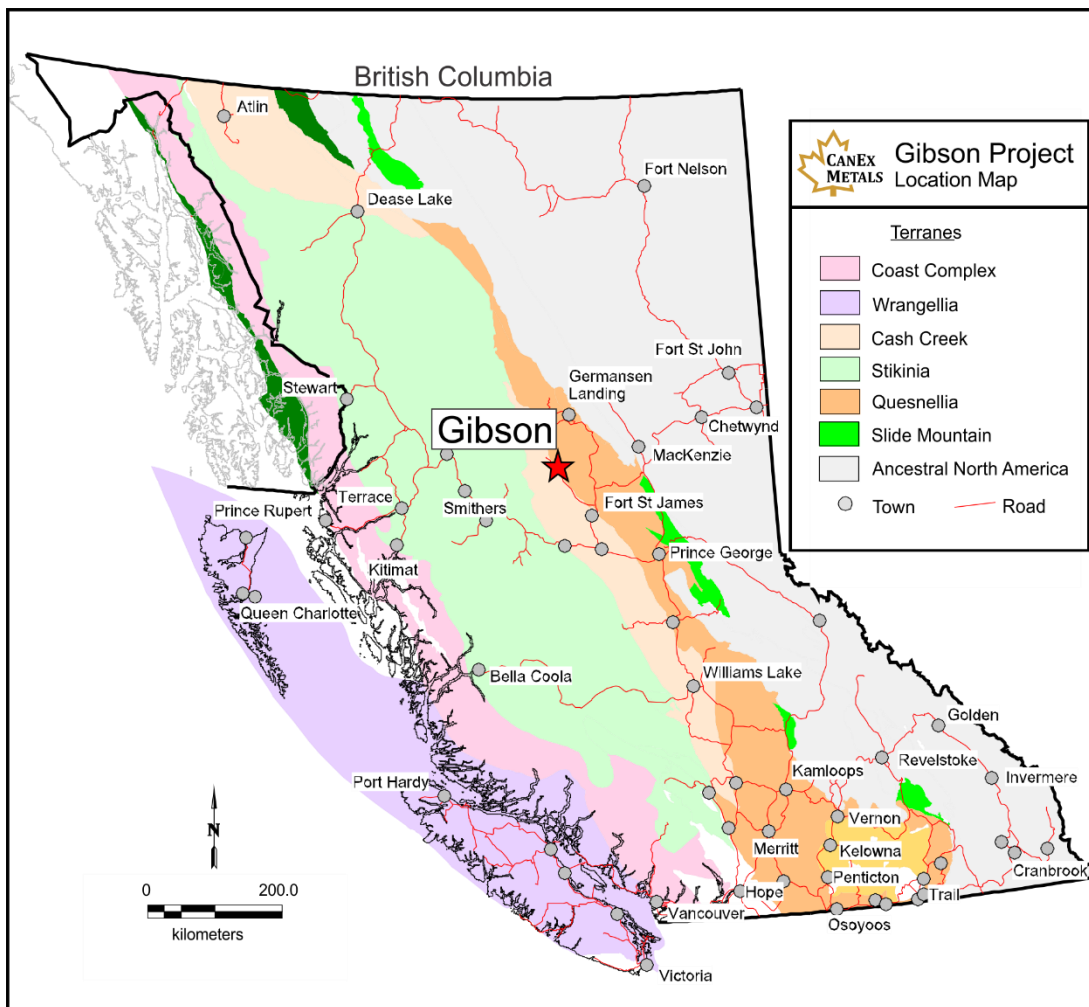 British Columbia
Atlin
Fort Nelson
Dease Lake
Fort St John
Germansen
Landing
Stewart
Chetwynd
Gibson
MacKenzie
Terrace
Smithers
Fort St James
Prince Rupert
Prince George
Kitimat
Queen Charlotte
Bella Coola
Williams Lake
Golden
Revelstoke
Port Hardy
Kamloops
Invermere
Vernon
Merritt
Kelowna
Cranbrook
Penticton
Hope
Trail
Vancouver
Osoyoos
Victoria
N
0 200.0
kilometers
CANEX
METALS
Gibson Project
Location Map
Terranes
Coast Complex
Wrangellia
Cash Creek
Stikinia
Quesnellia
Slide Mountain
Ancestral North America
Town Road